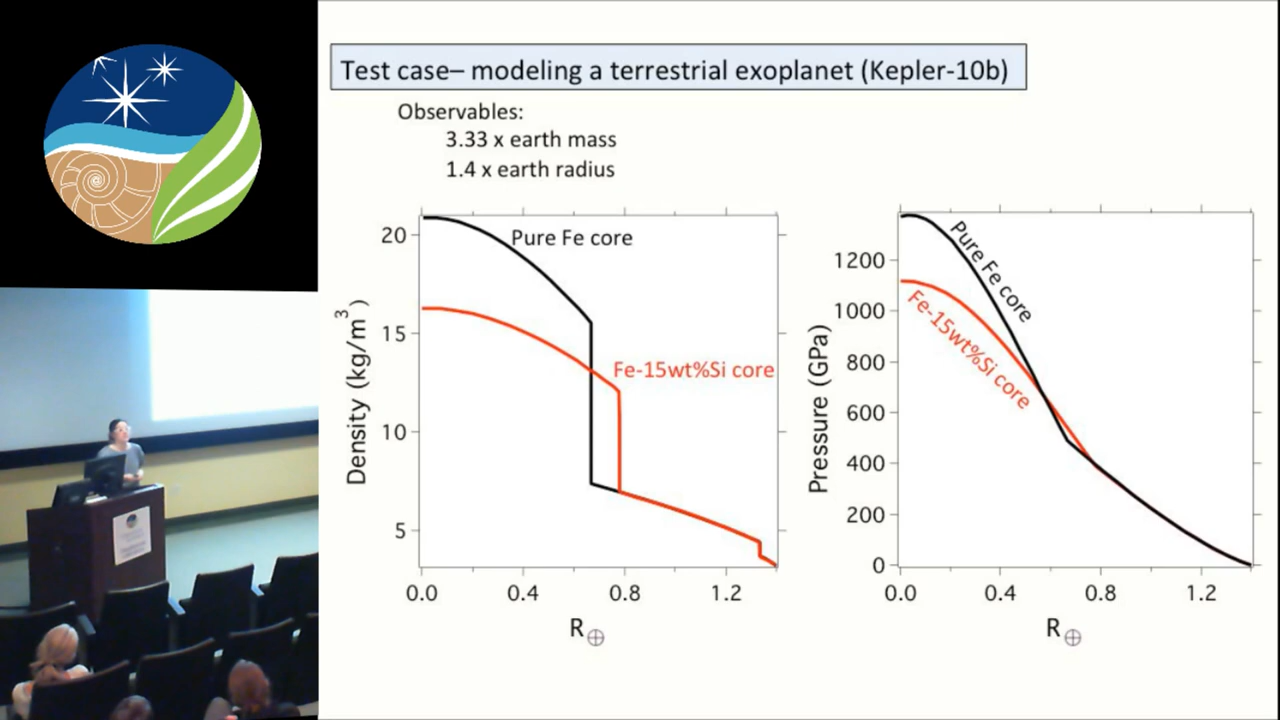 Test case– modeling a terrestrial exoplanet (Kepler-10b)
Observables:
3.33 x earth mass
1.4 x earth radius
Density (kg/m³)
20
15
10
5
Pure Fe core
Fe-15wt%Si core
0.0 0.4 0.8 1.2
R⊕
Pressure (GPa)
1200
1000
800
600
400
200
0
Pure Fe core
Fe-15wt%Si core
0.0 0.4 0.8 1.2
R⊕